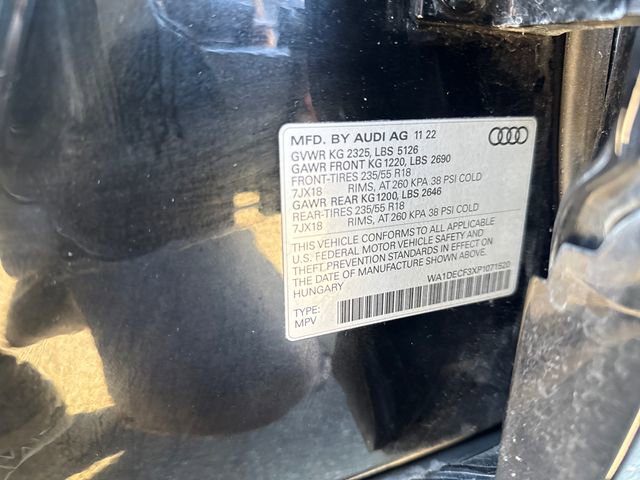 MFD. BY AUDI AG 11 22
GVWR KG 2325, LBS 5126
GAWR FRONT KG 1220, LBS 2690
FRONT-TIRES 235/55 R18
7JX18 RIMS, AT 260 KPA 38 PSI COLD
GAWR REAR KG1200, LBS 2646
REAR-TIRES 235/55 R18
7JX18 RIMS, AT 260 KPA 38 PSI COLD
THIS VEHICLE CONFORMS TO ALL APPLICABLE
U.S. FEDERAL MOTOR VEHICLE SAFETY AND
THEFT PREVENTION STANDARDS IN EFFECT ON
THE DATE OF MANUFACTURE SHOWN ABOVE.
HUNGARY WA1DECF3XP1071520
TYPE:
MPV